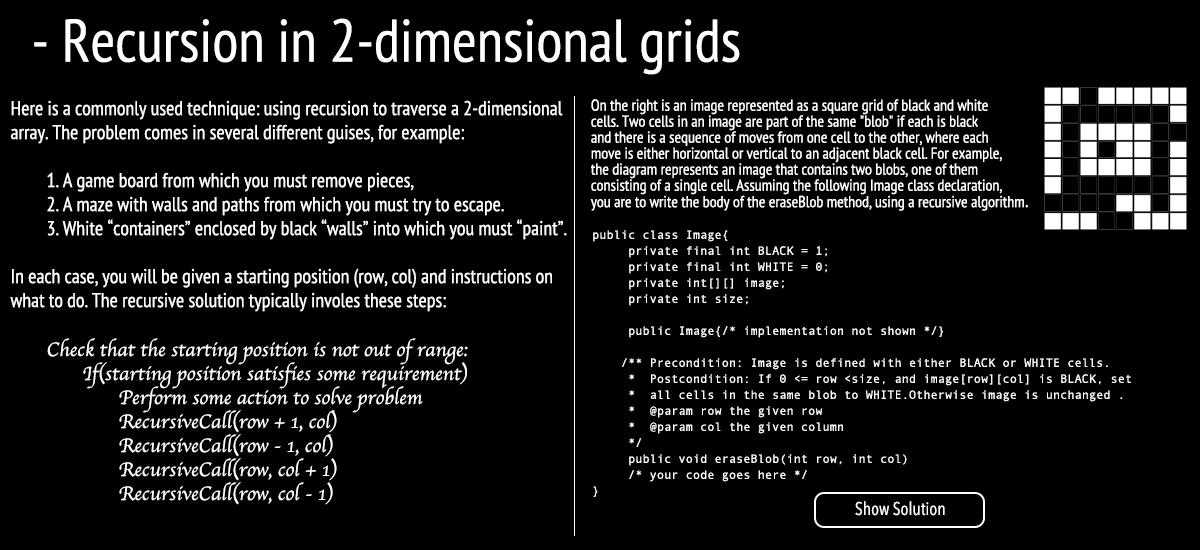 - Recursion in 2-dimensional grids
Here is a commonly used technique: using recursion to traverse a 2-dimensional
array. The problem comes in several different guises, for example:
1. A game board from which you must remove pieces,
2. A maze with walls and paths from which you must try to escape.
3. White “containers” enclosed by black “walls” into which you must “paint”.
In each case, you will be given a starting position (row, col) and instructions on
what to do. The recursive solution typically involes these steps:
Check that the starting position is not out of range:
If(starting position satisfies some requirement)
Perform some action to solve problem
RecursiveCall(row + 1, col)
RecursiveCall(row - 1, col)
RecursiveCall(row, col + 1)
RecursiveCall(row, col - 1)
On the right is an image represented as a square grid of black and white
cells. Two cells in an image are part of the same "blob" if each is black
and there is a sequence of moves from one cell to the other, where each
move is either horizontal or vertical to an adjacent black cell. For example,
the diagram represents an image that contains two blobs, one of them
consisting of a single cell. Assuming the following Image class declaration,
you are to write the body of the eraseBlob method, using a recursive algorithm.
public class Image{
private final int BLACK = 1;
private final int WHITE = 0;
private int[][] image;
private int size;
public Image{/* implementation not shown */}
/** Precondition: Image is defined with either BLACK or WHITE cells.
* Postcondition: If 0 <= row <size, and image[row][col] is BLACK, set
* all cells in the same blob to WHITE.Otherwise image is unchanged .
* @param row the given row
* @param col the given column
*/
public void eraseBlob(int row, int col)
/* your code goes here */
}
Show Solution